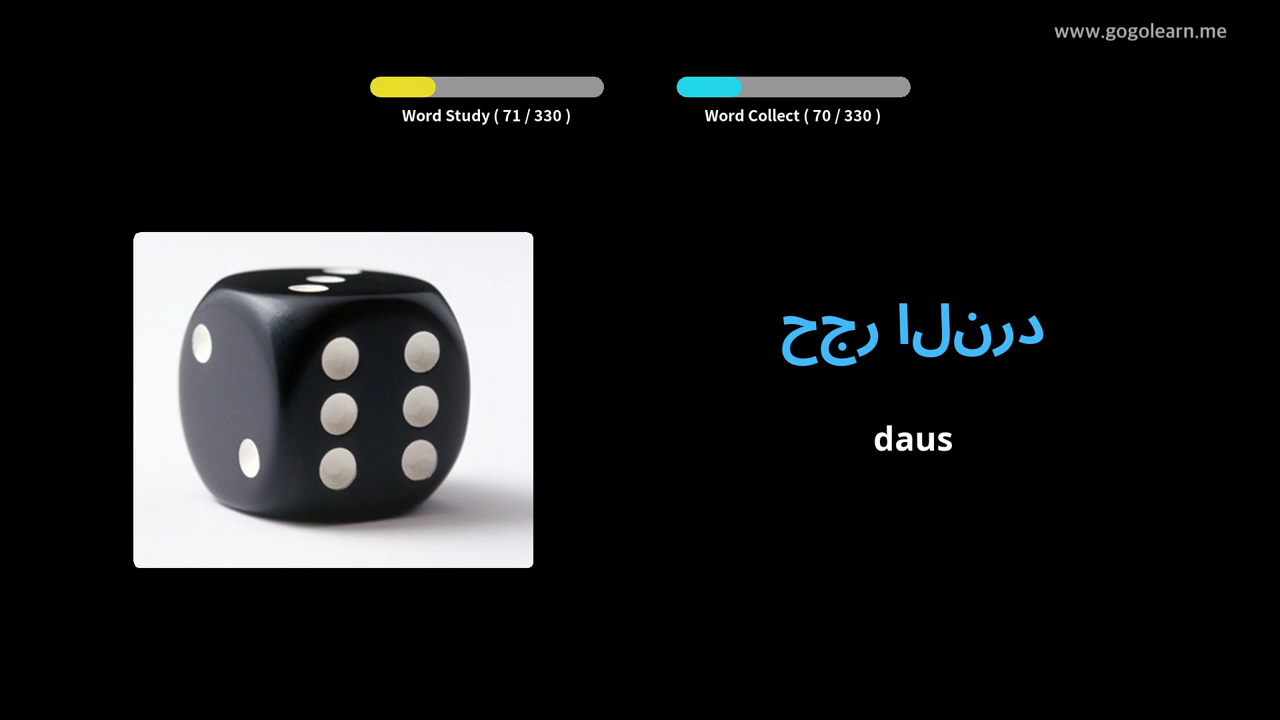 www.gogolearn.me
Word Study ( 71 / 330 )
Word Collect ( 70 / 330 )
حجر النرد
daus